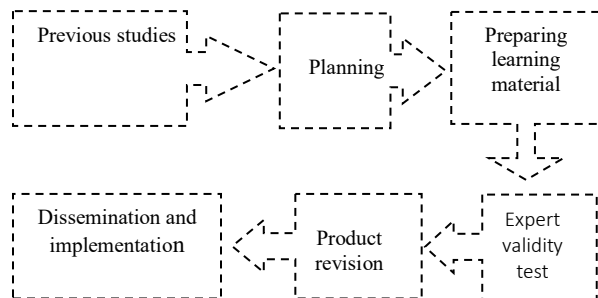 Previous studies
Planning
Preparing
learning
material
Expert
validity
test
Product
revision
Dissemination and
implementation